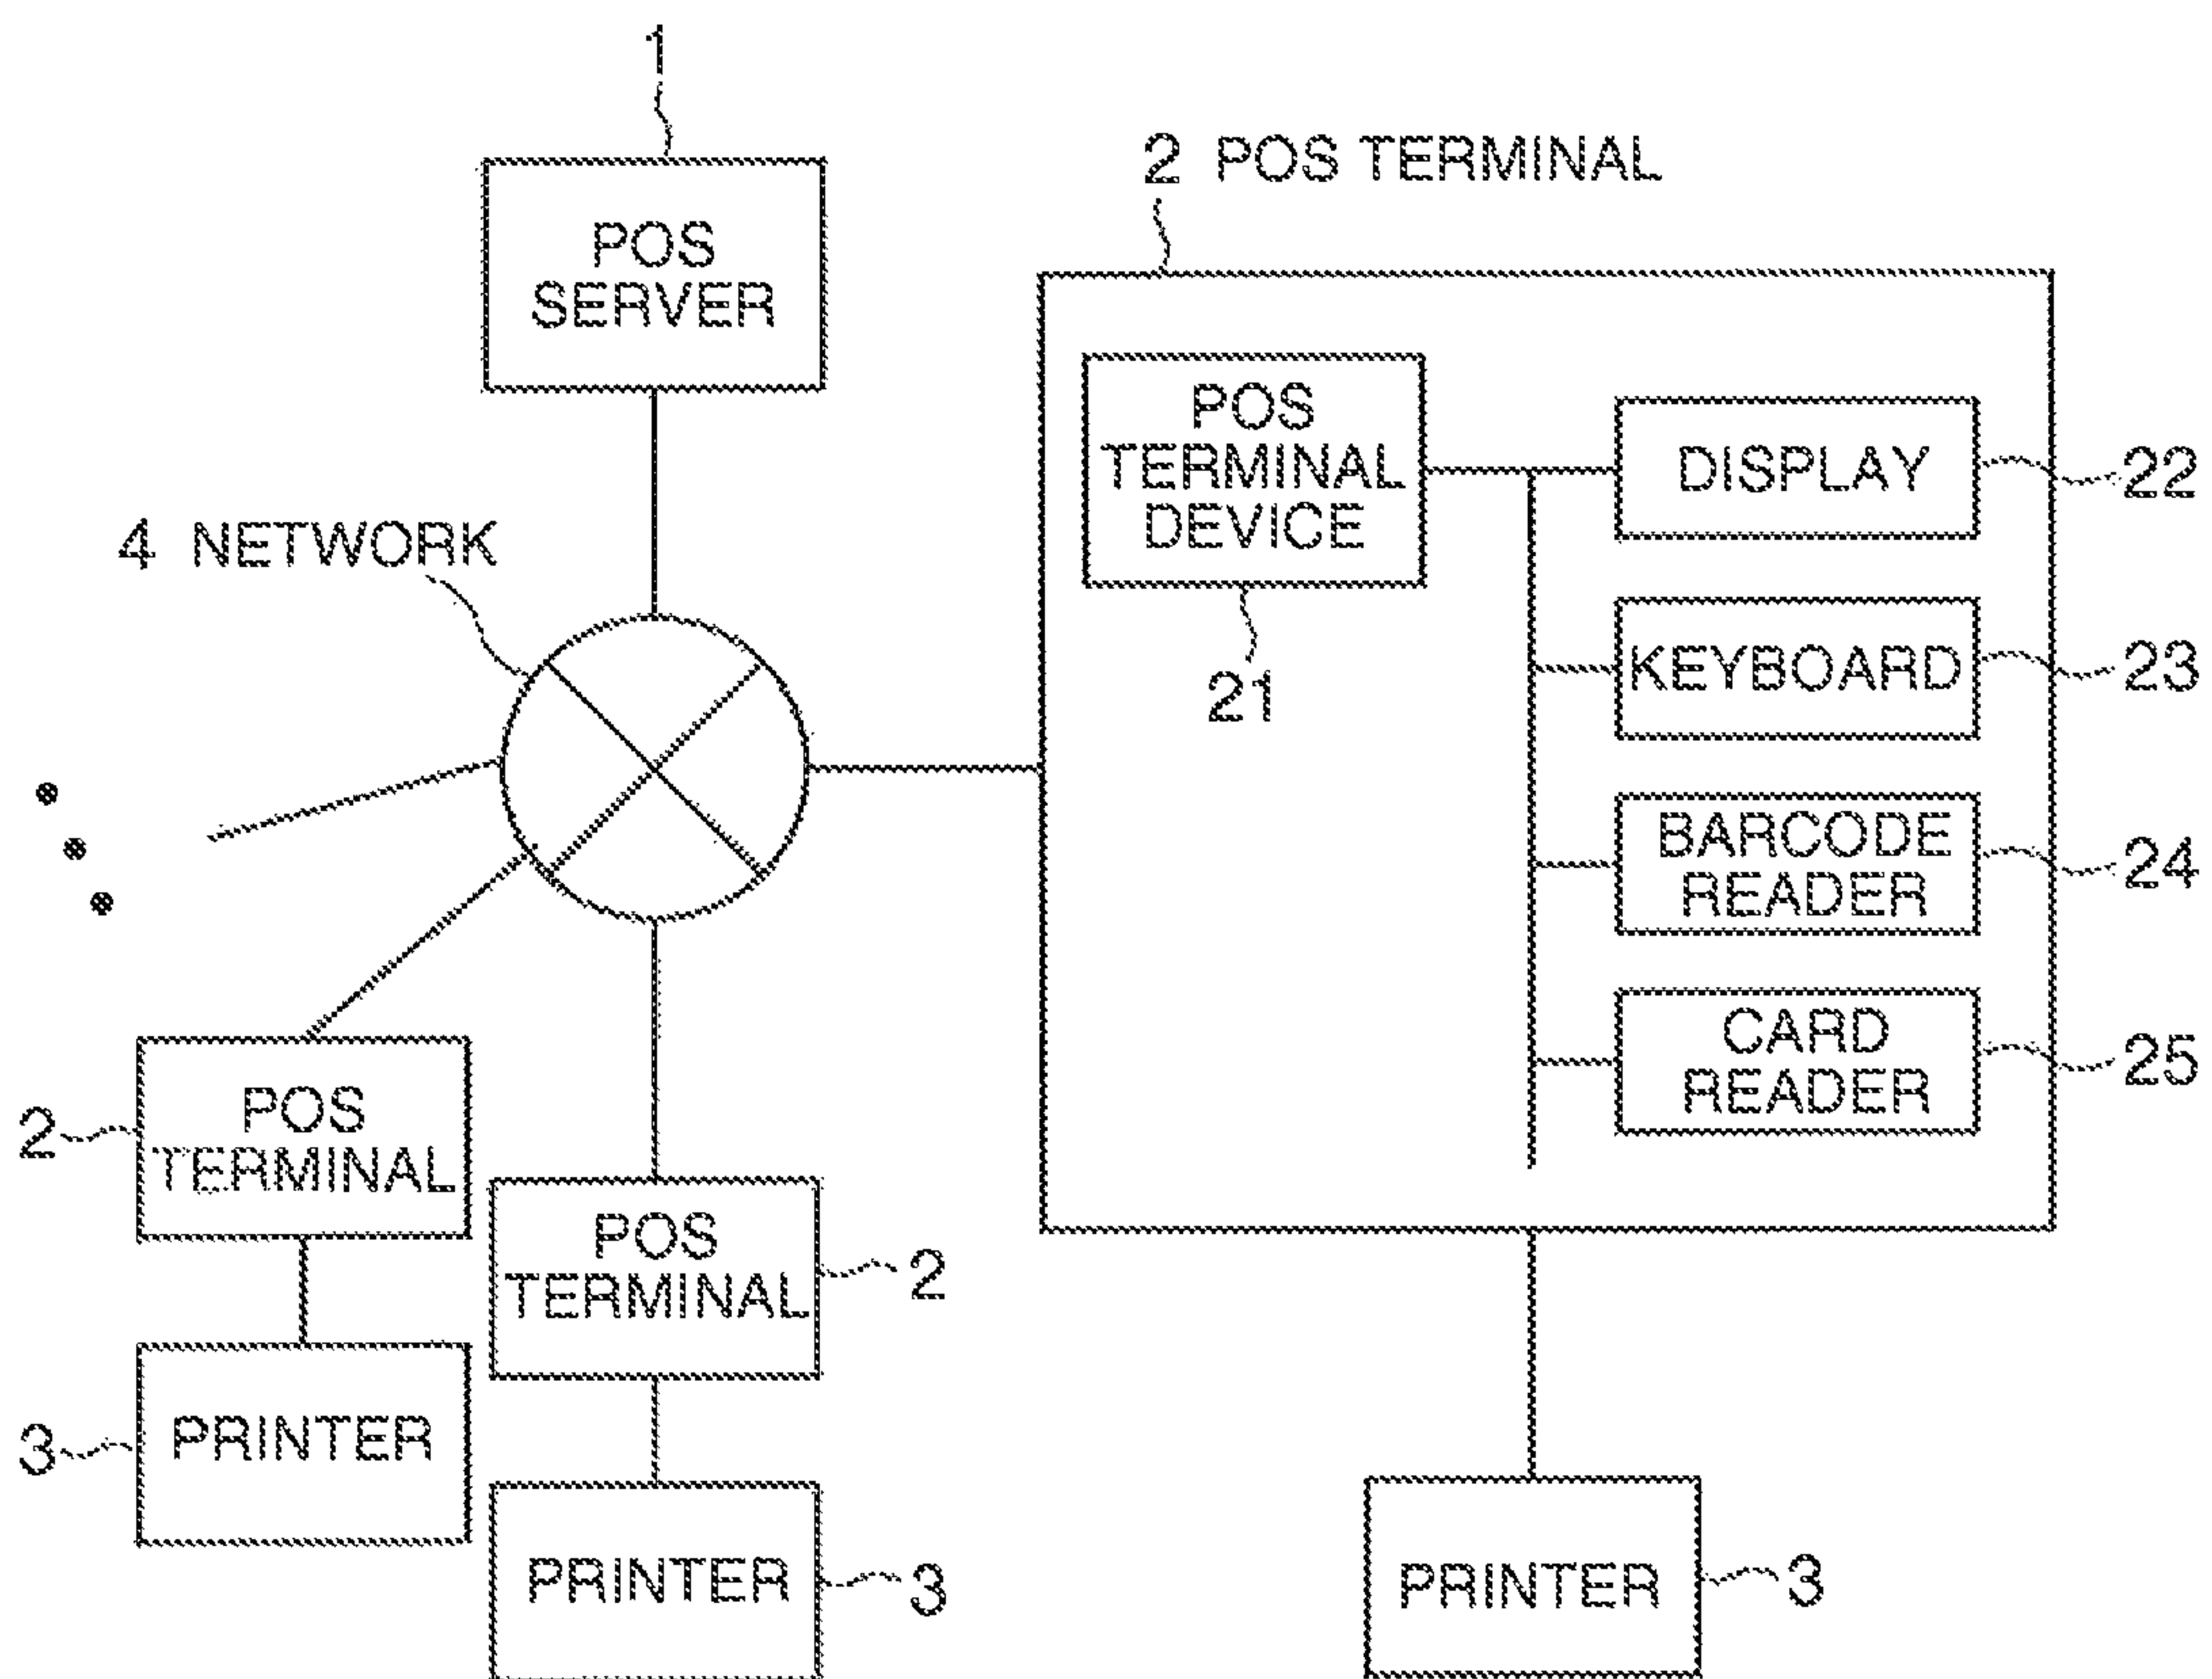 1
POS
SERVER
2 POS TERMINAL
POS
TERMINAL
DEVICE
21
DISPLAY
22
KEYBOARD
23
BARCODE
READER
24
CARD
READER
25
4 NETWORK
2
POS
TERMINAL
POS
TERMINAL
2
3
PRINTER
PRINTER
3
PRINTER
3